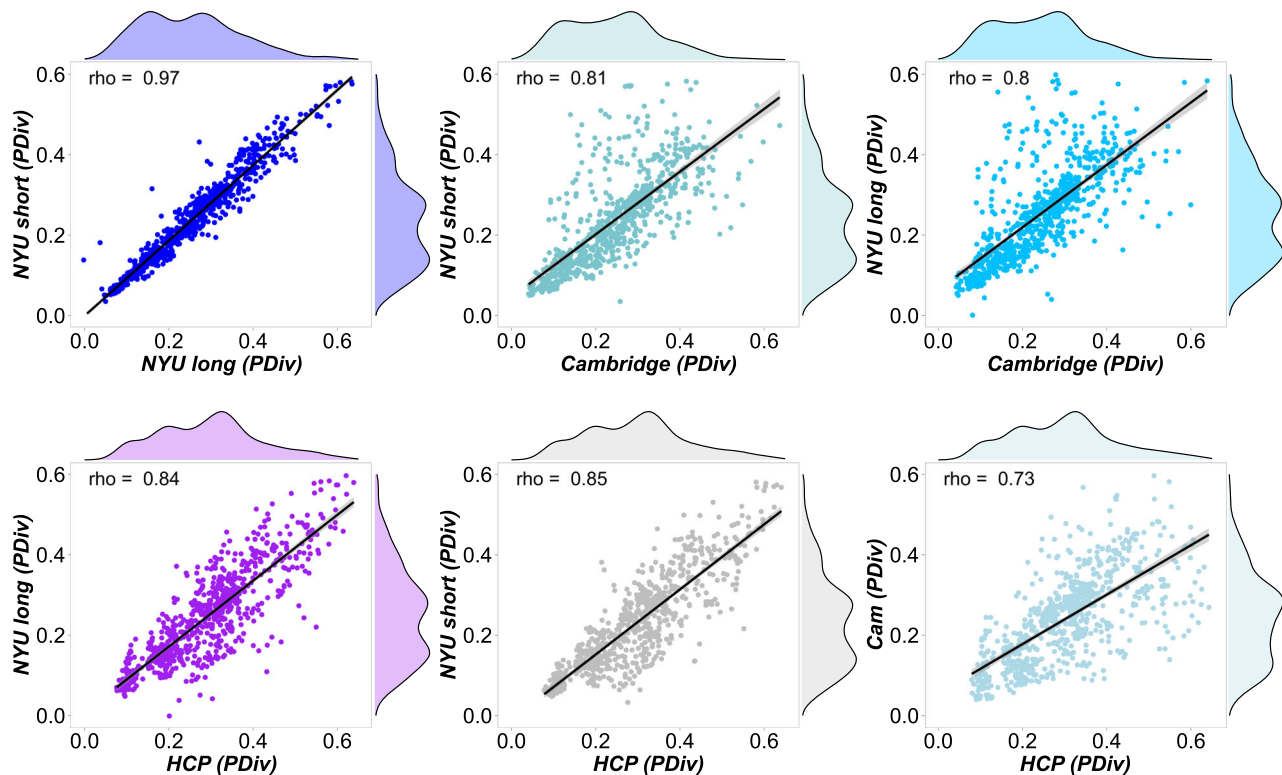 rho = 0.97
NYU short (PDiv)
0.6
0.4
0.2
0.0
0.0 0.2 0.4 0.6
NYU long (PDiv)
rho = 0.81
NYU short (PDiv)
0.6
0.4
0.2
0.0
0.0 0.2 0.4 0.6
Cambridge (PDiv)
rho = 0.8
NYU long (PDiv)
0.6
0.4
0.2
0.0
0.0 0.2 0.4 0.6
Cambridge (PDiv)
rho = 0.84
NYU long (PDiv)
0.6
0.4
0.2
0.0
0.0 0.2 0.4 0.6
HCP (PDiv)
rho = 0.85
NYU short (PDiv)
0.6
0.4
0.2
0.0
0.0 0.2 0.4 0.6
HCP (PDiv)
rho = 0.73
Cam (PDiv)
0.6
0.4
0.2
0.0
0.0 0.2 0.4 0.6
HCP (PDiv)